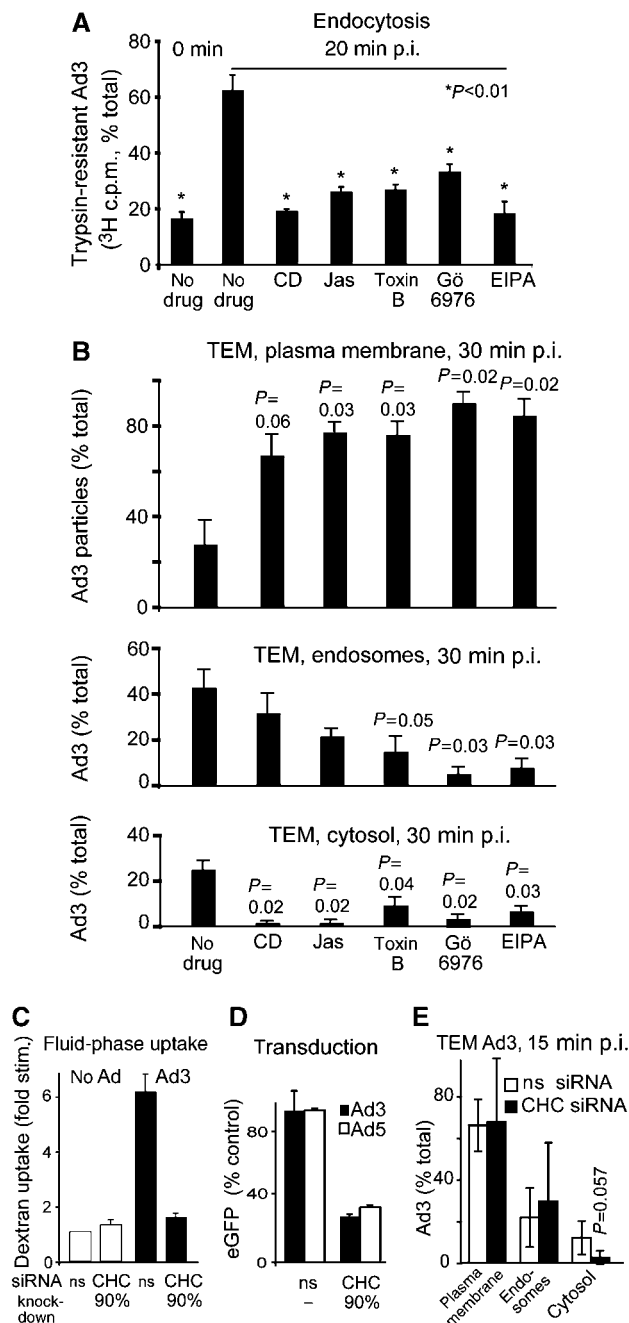 A
Endocytosis
0 min
20 min p.i.
*P<0.01
Trypsin-resistant Ad3
(³H c.p.m., % total)
80
60
40
20
0
* * * * * *
No drug
No drug
CD
Jas
Toxin B
Gö 6976
EIPA
B
TEM, plasma membrane, 30 min p.i.
Ad3 particles (% total)
80
40
0
P= 0.06
P= 0.03
P= 0.03
P=0.02
P=0.02
TEM, endosomes, 30 min p.i.
Ad3 (% total)
60
40
20
0
P=0.05
P=0.03
P=0.03
TEM, cytosol, 30 min p.i.
Ad3 (% total)
40
20
0
P= 0.02
P= 0.02
P= 0.04
P= 0.02
P= 0.03
No drug
CD
Jas
Toxin B
Gö 6976
EIPA
C
Fluid-phase uptake
No Ad
Ad3
Dextran uptake (fold stim.)
6
4
2
0
siRNA ns CHC ns CHC
knock-down 90% 90%
D
Transduction
Ad3
Ad5
eGFP (% control)
80
40
0
ns CHC
– 90%
E
TEM Ad3, 15 min p.i.
ns siRNA
CHC siRNA
Ad3 (% total)
80
40
0
P=0.057
Plasma membrane
Endo-somes
Cytosol